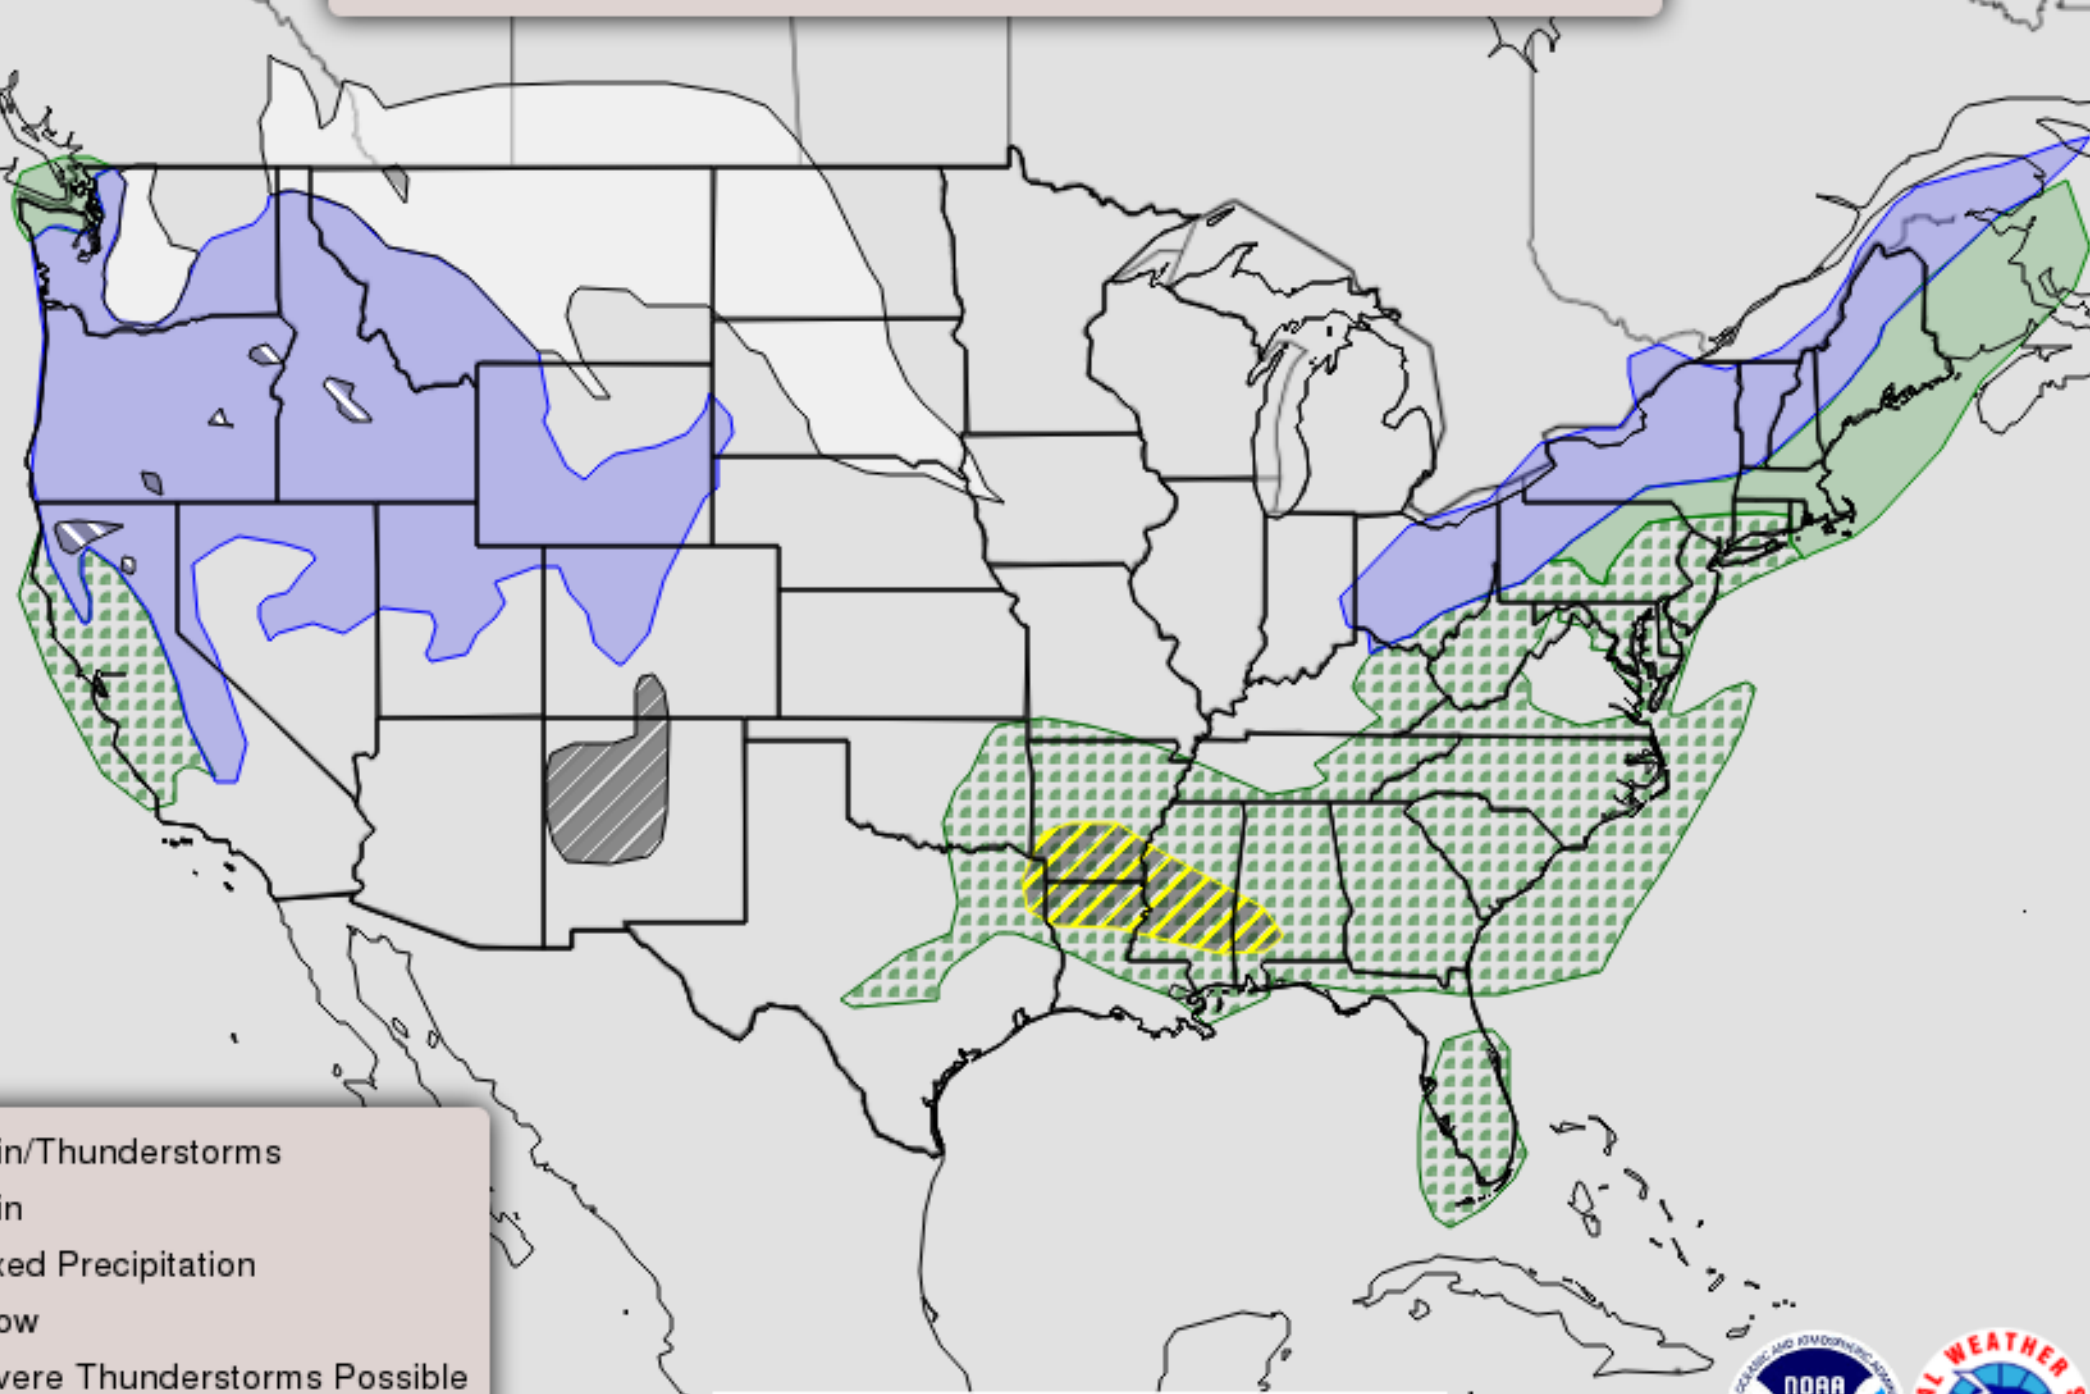 in/Thunderstorms
in
xed Precipitation
ow
vere Thunderstorms Possible
NOAA
L WEATHER S